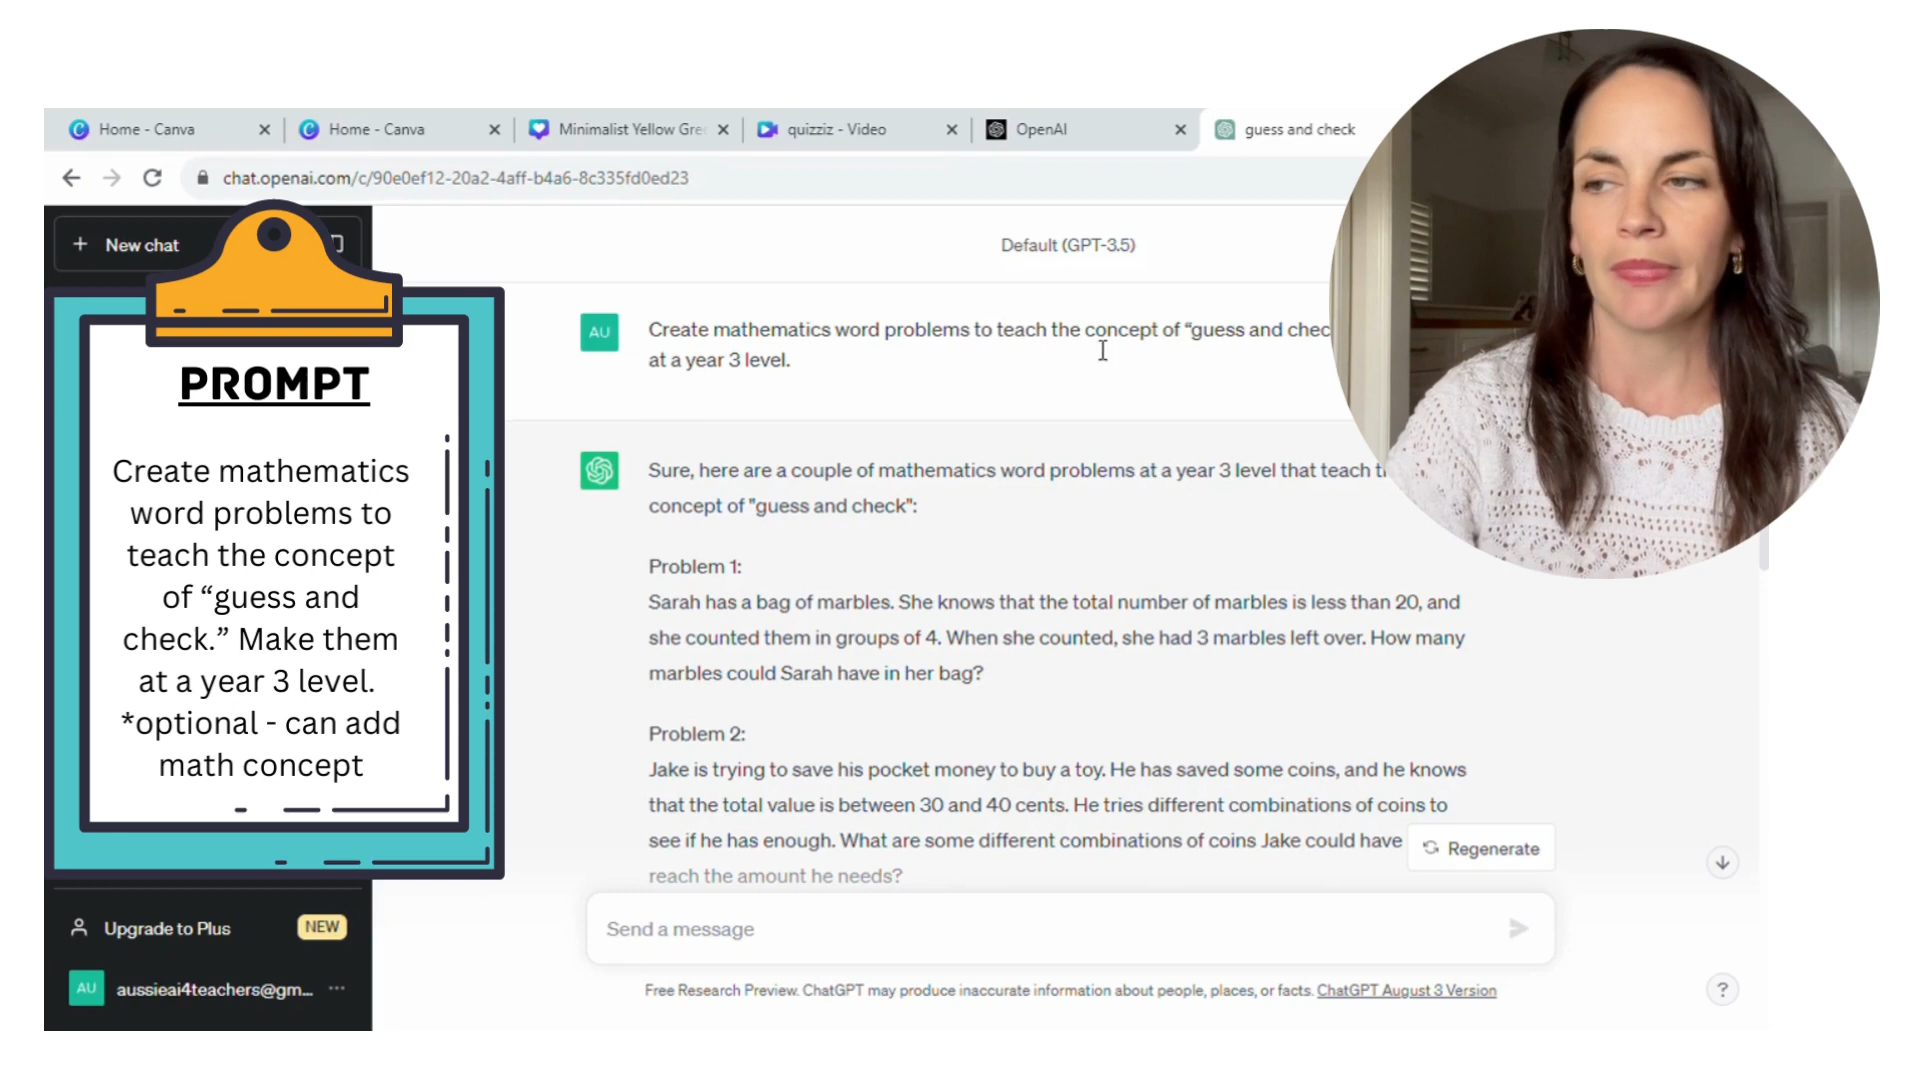 Home - Canva
Home - Canva
Minimalist Yellow Gre
quizziz - Video
OpenAI
guess and check
chat.openai.com/c/90e0ef12-20a2-4aff-b4a6-8c335fd0ed23
+ New chat
Default (GPT-3.5)
PROMPT
Create mathematics
word problems to
teach the concept
of “guess and
check.” Make them
at a year 3 level.
*optional - can add
math concept
AU
Create mathematics word problems to teach the concept of “guess and chec
at a year 3 level.
Sure, here are a couple of mathematics word problems at a year 3 level that teach t
concept of "guess and check":
Problem 1:
Sarah has a bag of marbles. She knows that the total number of marbles is less than 20, and
she counted them in groups of 4. When she counted, she had 3 marbles left over. How many
marbles could Sarah have in her bag?
Problem 2:
Jake is trying to save his pocket money to buy a toy. He has saved some coins, and he knows
that the total value is between 30 and 40 cents. He tries different combinations of coins to
see if he has enough. What are some different combinations of coins Jake could have
reach the amount he needs?
Regenerate
Send a message
Free Research Preview. ChatGPT may produce inaccurate information about people, places, or facts. ChatGPT August 3 Version
?
Upgrade to Plus
NEW
AU
aussieai4teachers@gm...